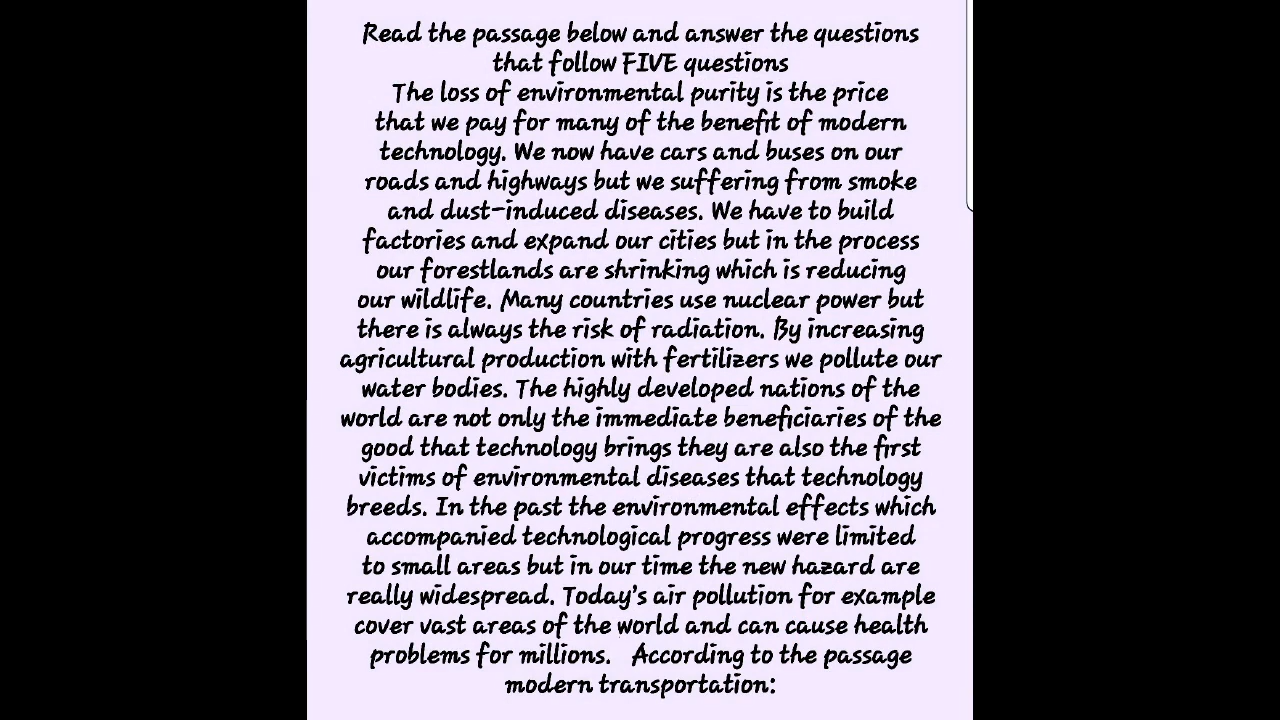 Read the passage below and answer the questions
that follow FIVE questions
The loss of environmental purity is the price
that we pay for many of the benefit of modern
technology. We now have cars and buses on our
roads and highways but we suffering from smoke
and dust-induced diseases. We have to build
factories and expand our cities but in the process
our forestlands are shrinking which is reducing
our wildlife. Many countries use nuclear power but
there is always the risk of radiation. By increasing
agricultural production with fertilizers we pollute our
water bodies. The highly developed nations of the
world are not only the immediate beneficiaries of the
good that technology brings they are also the first
victims of environmental diseases that technology
breeds. In the past the environmental effects which
accompanied technological progress were limited
to small areas but in our time the new hazard are
really widespread. Today's air pollution for example
cover vast areas of the world and can cause health
problems for millions. According to the passage
modern transportation: